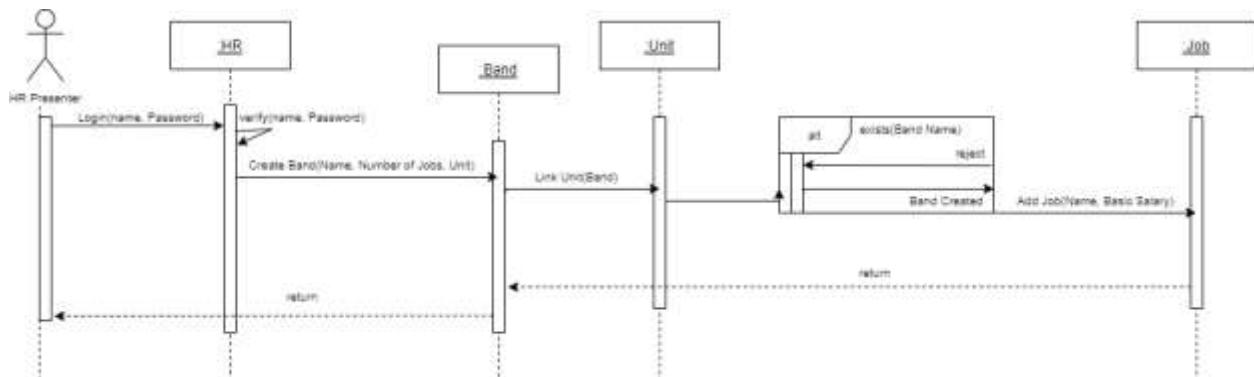 :HR
:Band
:Unit
:Job
HR Presenter
Login(name, Password)
verify(name, Password)
Create Band(Name, Number of Jobs, Unit)
Link Unit(Band)
alt
exists(Band Name)
reject
Band Created
Add Job(Name, Basic Salary)
return
return